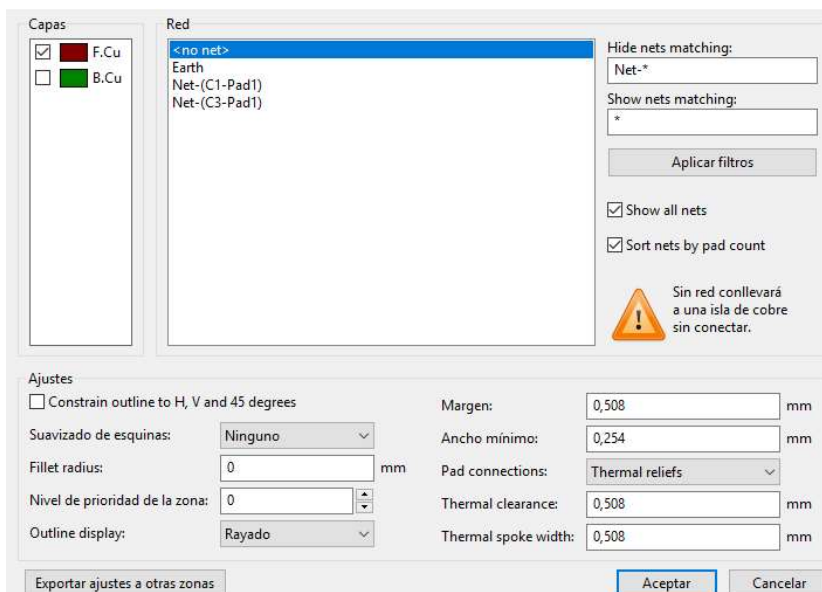 Capas
F.Cu
B.Cu
Red
<no net>
Earth
Net-(C1-Pad1)
Net-(C3-Pad1)
Hide nets matching:
Net-*
Show nets matching:
*
Aplicar filtros
Show all nets
Sort nets by pad count
Sin red conllevará
a una isla de cobre
sin conectar.
Ajustes
Constrain outline to H, V and 45 degrees
Suavizado de esquinas: Ninguno
Fillet radius: 0 mm
Nivel de prioridad de la zona: 0
Outline display: Rayado
Margen: 0,508 mm
Ancho mínimo: 0,254 mm
Pad connections: Thermal reliefs
Thermal clearance: 0,508 mm
Thermal spoke width: 0,508 mm
Exportar ajustes a otras zonas
Aceptar
Cancelar